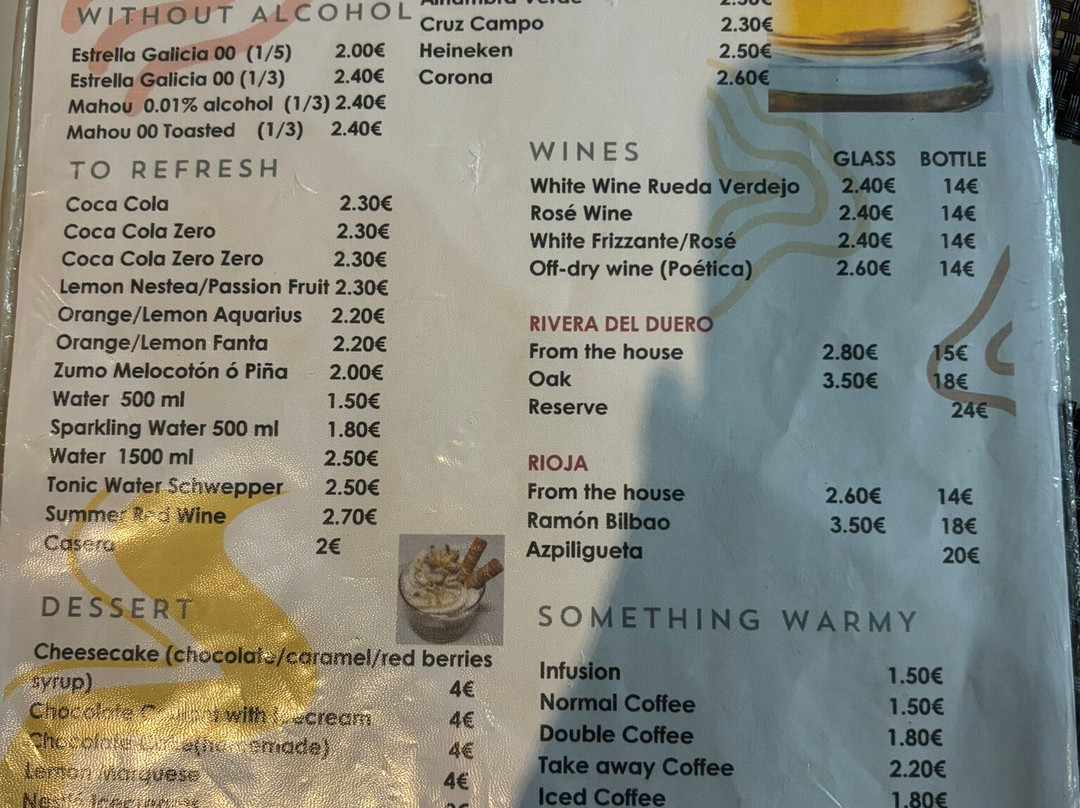 WITHOUT ALCOHOL
Estrella Galicia 00 (1/5) 2.00€
Estrella Galicia 00 (1/3) 2.40€
Mahou 0.01% alcohol (1/3) 2.40€
Mahou 00 Toasted (1/3) 2.40€
Cruz Campo 2.30€
Heineken 2.50€
Corona 2.60€
TO REFRESH
Coca Cola 2.30€
Coca Cola Zero 2.30€
Coca Cola Zero Zero 2.30€
Lemon Nestea/Passion Fruit 2.30€
Orange/Lemon Aquarius 2.20€
Orange/Lemon Fanta 2.20€
Zumo Melocotón ó Piña 2.00€
Water 500 ml 1.50€
Sparkling Water 500 ml 1.80€
Water 1500 ml 2.50€
Tonic Water Schwepper 2.50€
Summer Red Wine 2.70€
Casera 2€
DESSERT
Cheesecake (chocolate/caramel/red berries
syrup) 4€
Chocolate with 4€
Chocolate 4€
Lemon Marquese 4€
WINES GLASS BOTTLE
White Wine Rueda Verdejo 2.40€ 14€
Rosé Wine 2.40€ 14€
White Frizzante/Rosé 2.40€ 14€
Off-dry wine (Poética) 2.60€ 14€
RIVERA DEL DUERO
From the house 2.80€ 15€
Oak 3.50€ 18€
Reserve 24€
RIOJA
From the house 2.60€ 14€
Ramón Bilbao 3.50€ 18€
Azpiligueta 20€
SOMETHING WARMY
Infusion 1.50€
Normal Coffee 1.50€
Double Coffee 1.80€
Take away Coffee 2.20€
Iced Coffee 1.80€